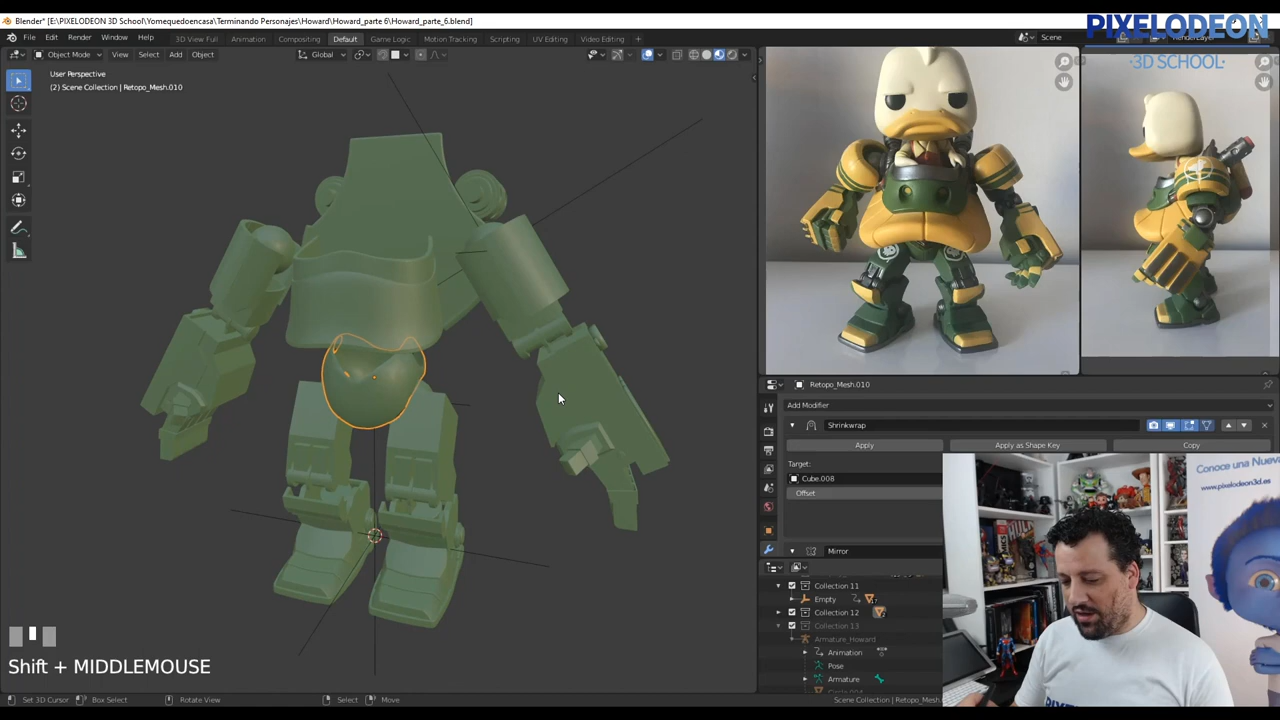 Blender* [E:\PIXELODEON 3D School\Yomequedoencasa\Terminando Personajes\Howard\Howard_parte 6\Howard_parte_6.blend]
File Edit Render Window Help 3D View Full Animation Compositing Default Game Logic Motion Tracking Scripting UV Editing Video Editing + Scene
PIXELODEON
·3D SCHOOL·
Object Mode View Select Add Object Global
User Perspective
(2) Scene Collection | Retopo_Mesh.010
Retopo_Mesh.010
Add Modifier
Shrinkwrap
Apply Apply as Shape Key Copy
Target:
Cube.008
Offset
Mirror
Collection 11
Empty
Collection 12
Collection 13
Armature_Howard
Animation
Pose
Armature
Conoce una Nueva
www.pixelodeon3d.es
Shift + MIDDLEMOUSE
Set 3D Cursor Box Select Rotate View Select Move Scene Collection | Retopo_Mesh